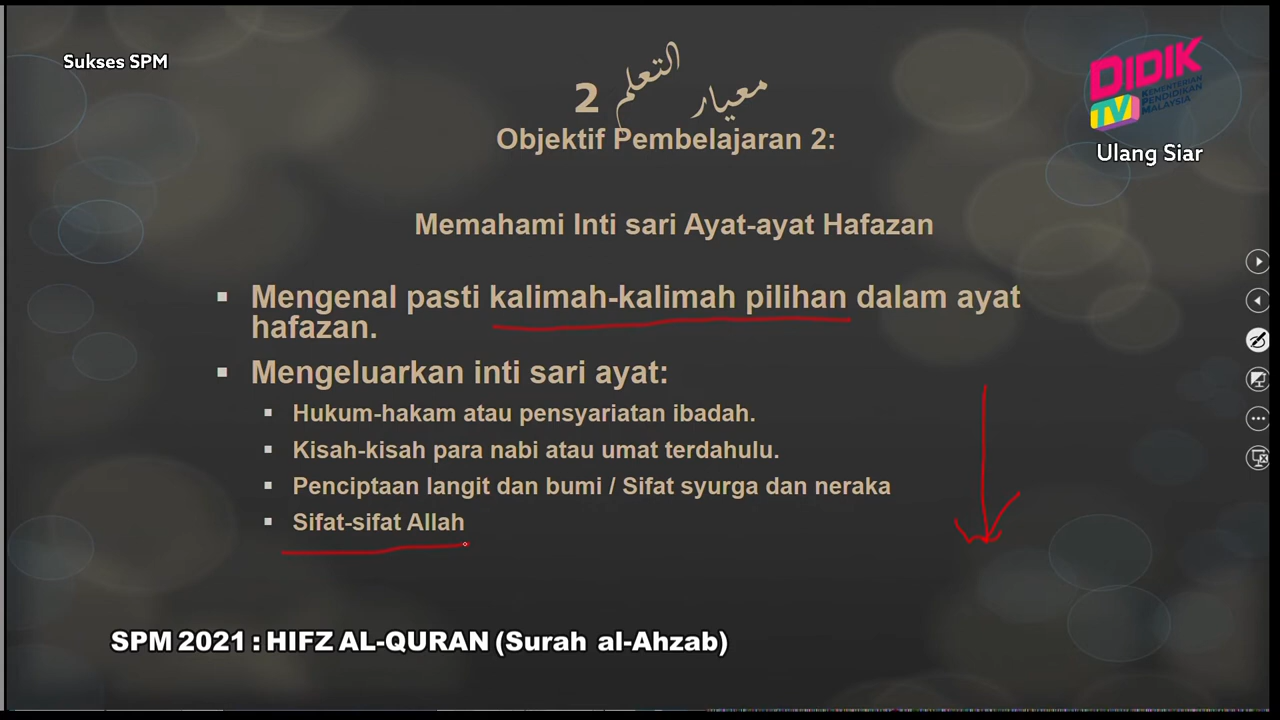 Sukses SPM
معيار التعلم 2
Objektif Pembelajaran 2:
DIDIK
TV
KEMENTERIAN
PENDIDIKAN
MALAYSIA
Ulang Siar
Memahami Inti sari Ayat-ayat Hafazan
▪ Mengenal pasti kalimah-kalimah pilihan dalam ayat
hafazan.
▪ Mengeluarkan inti sari ayat:
▪ Hukum-hakam atau pensyariatan ibadah.
▪ Kisah-kisah para nabi atau umat terdahulu.
▪ Penciptaan langit dan bumi / Sifat syurga dan neraka
▪ Sifat-sifat Allah
SPM 2021 : HIFZ AL-QURAN (Surah al-Ahzab)